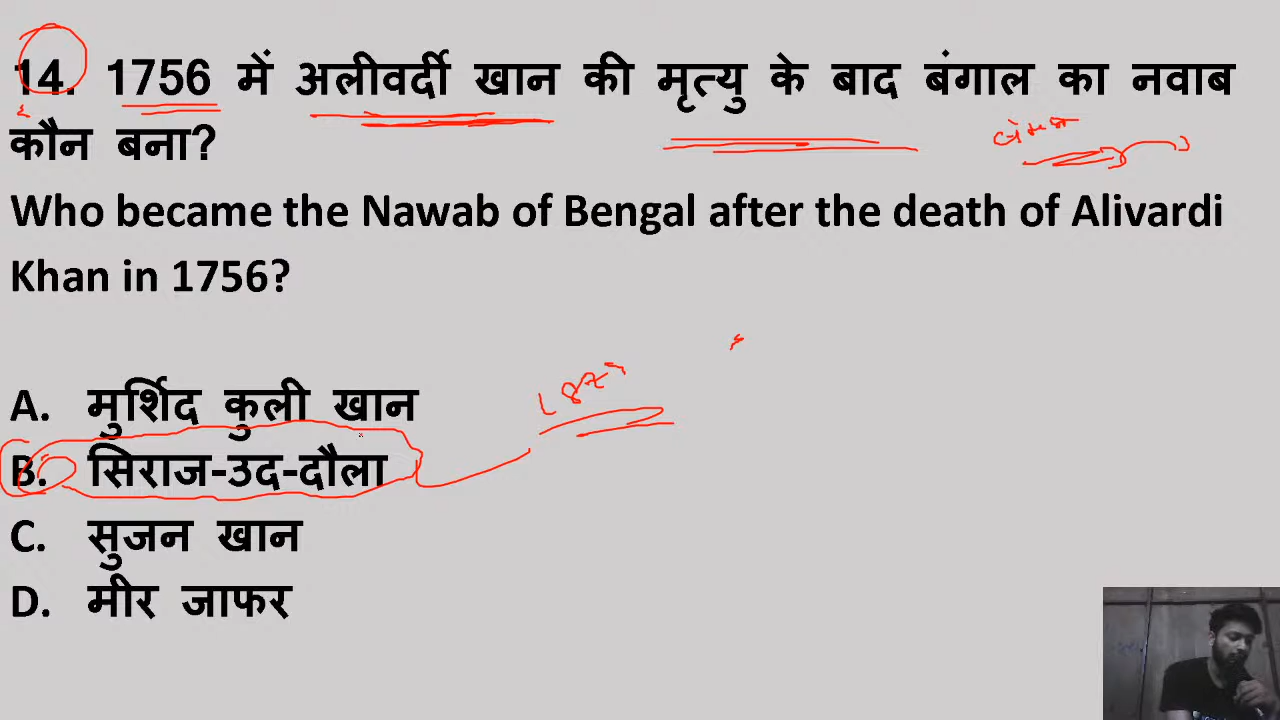 14. 1756 में अलीवर्दी खान की मृत्यु के बाद बंगाल का नवाब
कौन बना?
Who became the Nawab of Bengal after the death of Alivardi
Khan in 1756?
A. मुर्शिद कुली खान
B. सिराज-उद-दौला
C. सुजन खान
D. मीर जाफर